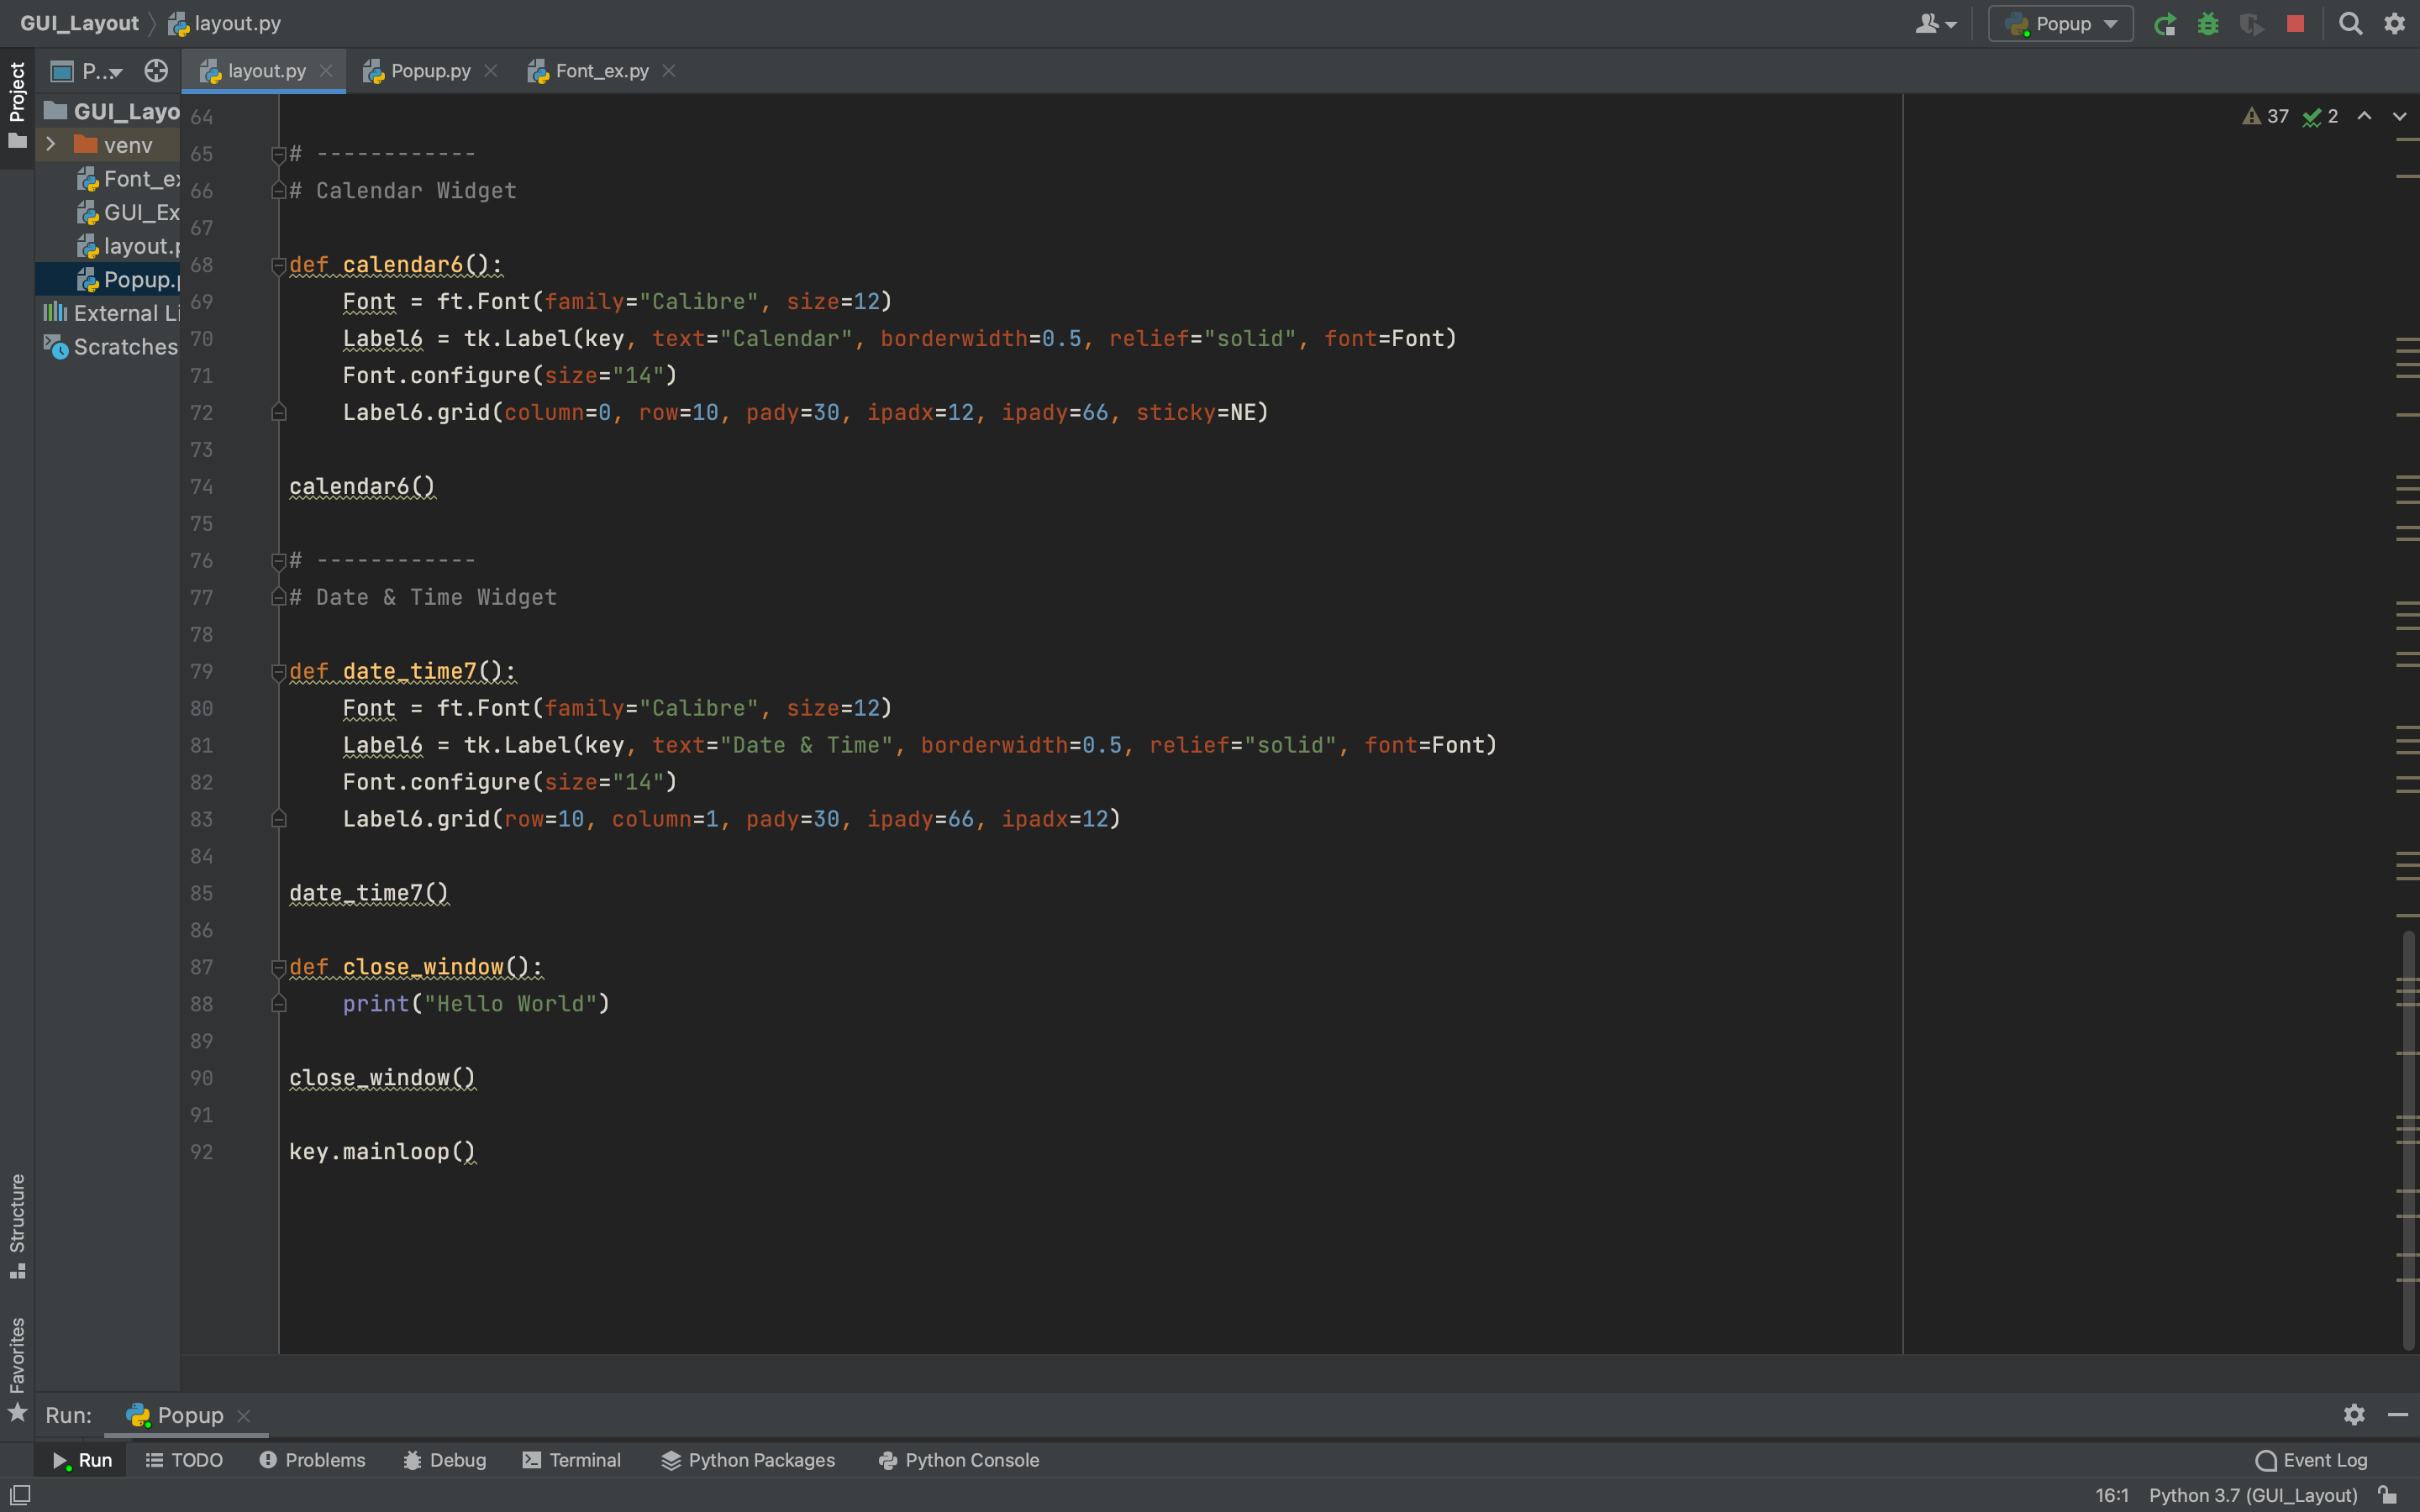 GUI_Layout layout.py Popup
Project P... layout.py Popup.py Font_ex.py
GUI_Layo
venv
Font_ex
GUI_Ex
layout.p
Popup.p
External Li
Scratches
37 2
64
65 # ------------
66 # Calendar Widget
67
68 def calendar6():
69     Font = ft.Font(family="Calibre", size=12)
70     Label6 = tk.Label(key, text="Calendar", borderwidth=0.5, relief="solid", font=Font)
71     Font.configure(size="14")
72     Label6.grid(column=0, row=10, pady=30, ipadx=12, ipady=66, sticky=NE)
73
74 calendar6()
75
76 # ------------
77 # Date & Time Widget
78
79 def date_time7():
80     Font = ft.Font(family="Calibre", size=12)
81     Label6 = tk.Label(key, text="Date & Time", borderwidth=0.5, relief="solid", font=Font)
82     Font.configure(size="14")
83     Label6.grid(row=10, column=1, pady=30, ipady=66, ipadx=12)
84
85 date_time7()
86
87 def close_window():
88     print("Hello World")
89
90 close_window()
91
92 key.mainloop()
Structure
Favorites
Run: Popup
Run TODO Problems Debug Terminal Python Packages Python Console Event Log
16:1 Python 3.7 (GUI_Layout)